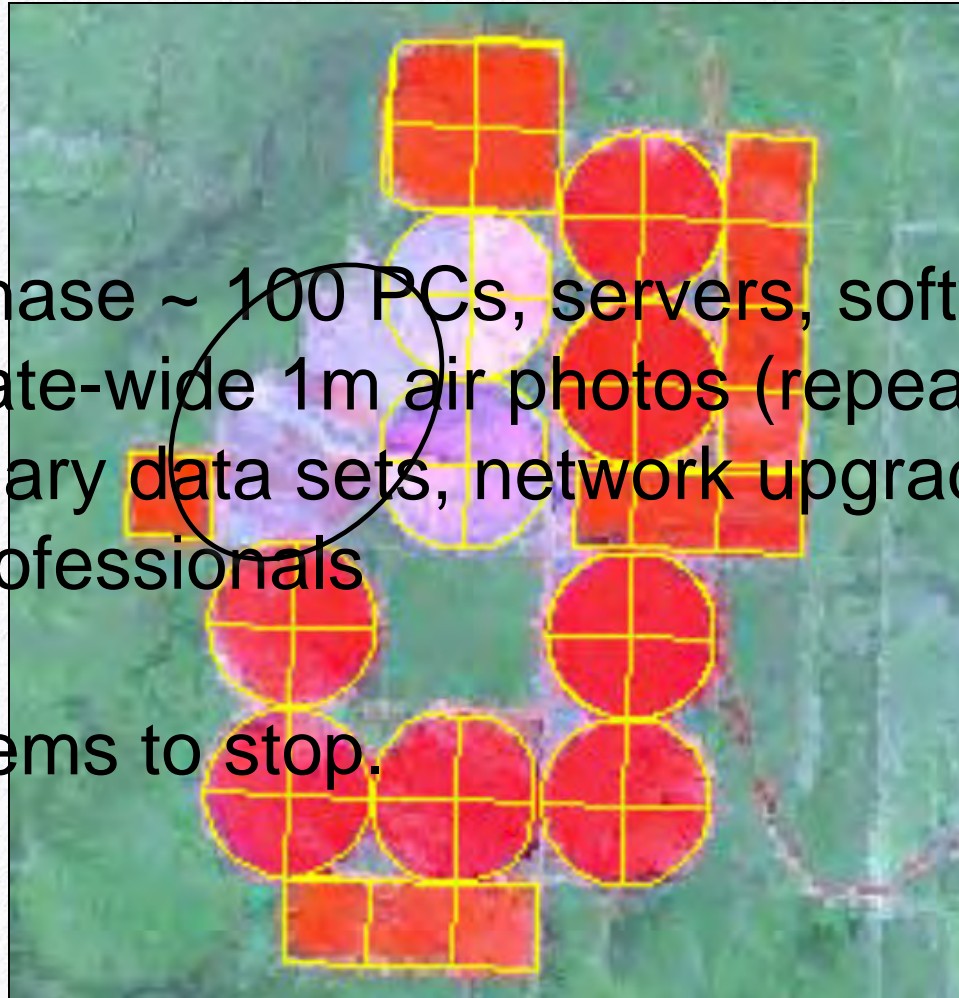 hase ~ 100 PCs, servers, soft
ate-wide 1m air photos (repea
ary data sets, network upgrad
ofessionals
ems to stop.